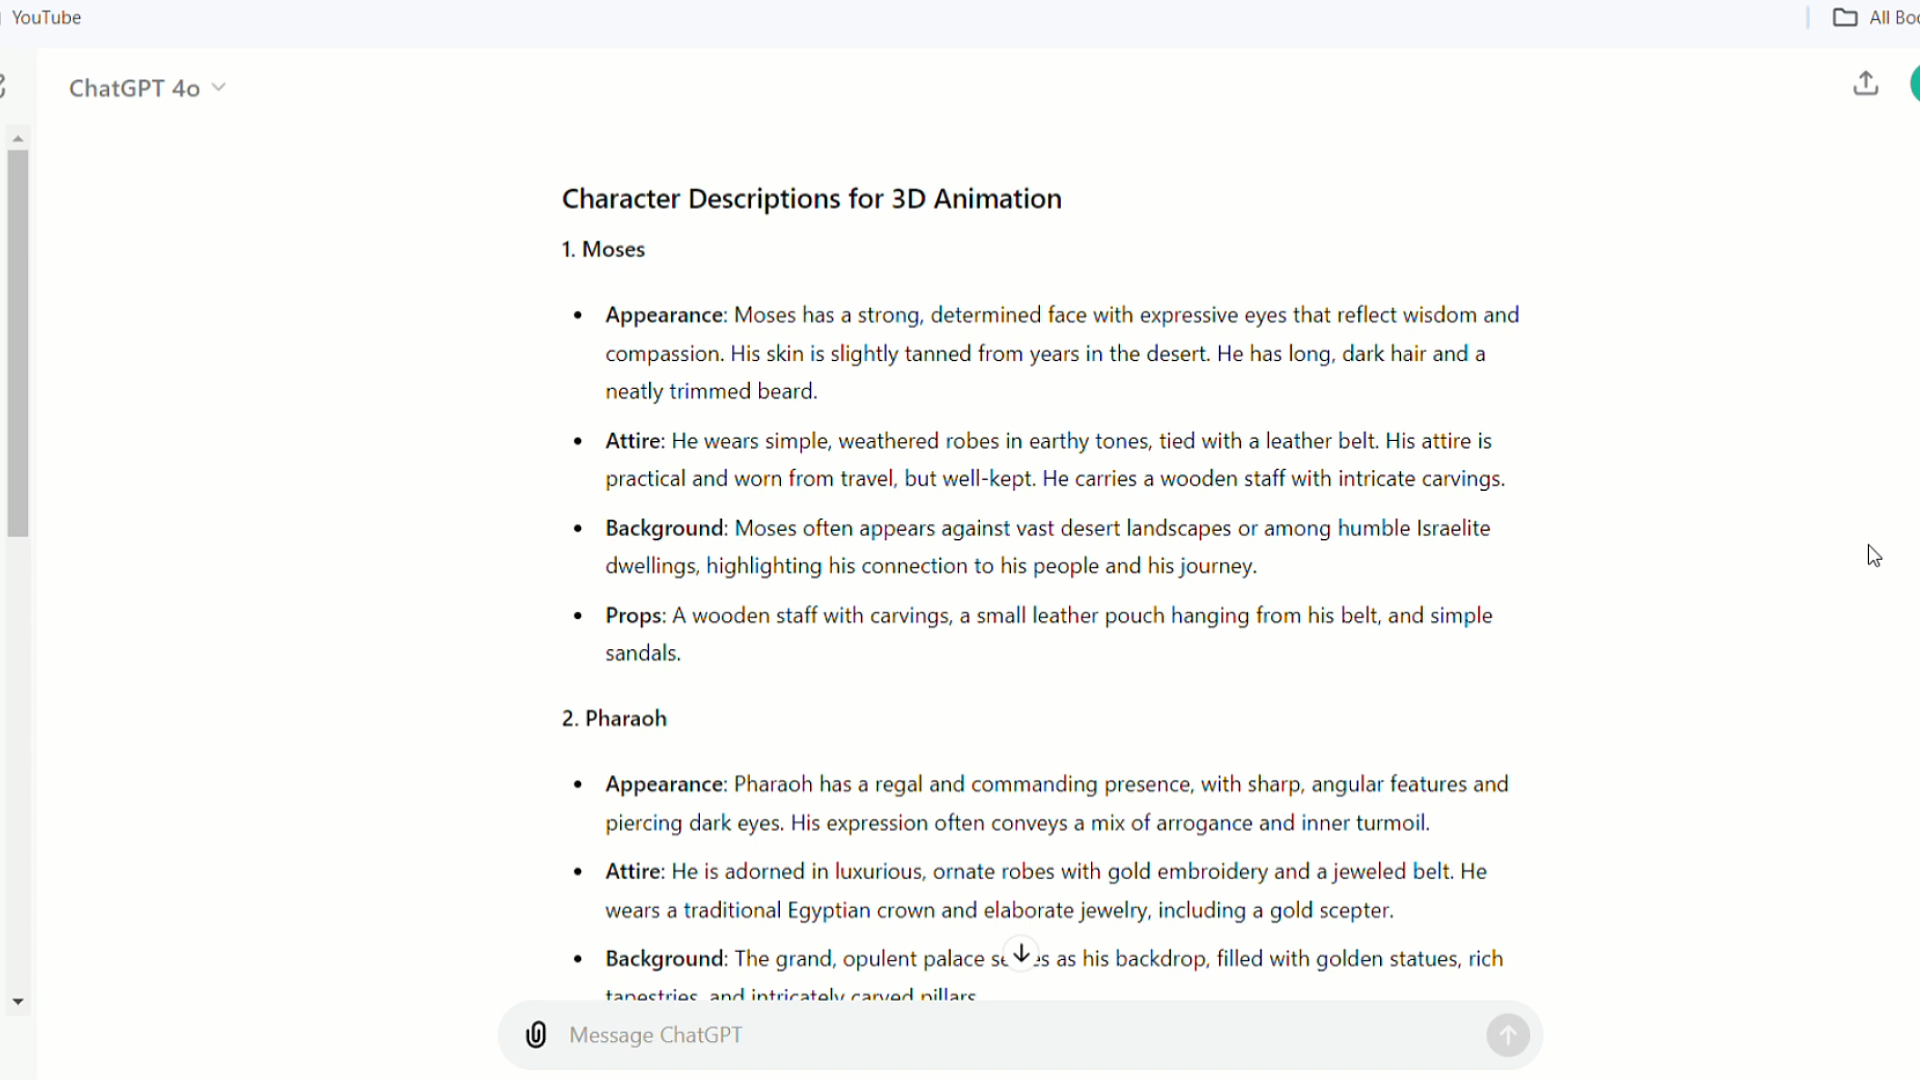 YouTube
All Boo
ChatGPT 4o
Character Descriptions for 3D Animation
1. Moses
• Appearance: Moses has a strong, determined face with expressive eyes that reflect wisdom and
compassion. His skin is slightly tanned from years in the desert. He has long, dark hair and a
neatly trimmed beard.
• Attire: He wears simple, weathered robes in earthy tones, tied with a leather belt. His attire is
practical and worn from travel, but well-kept. He carries a wooden staff with intricate carvings.
• Background: Moses often appears against vast desert landscapes or among humble Israelite
dwellings, highlighting his connection to his people and his journey.
• Props: A wooden staff with carvings, a small leather pouch hanging from his belt, and simple
sandals.
2. Pharaoh
• Appearance: Pharaoh has a regal and commanding presence, with sharp, angular features and
piercing dark eyes. His expression often conveys a mix of arrogance and inner turmoil.
• Attire: He is adorned in luxurious, ornate robes with gold embroidery and a jeweled belt. He
wears a traditional Egyptian crown and elaborate jewelry, including a gold scepter.
• Background: The grand, opulent palace se es as his backdrop, filled with golden statues, rich
tapestries, and intricately carved pillars
Message ChatGPT